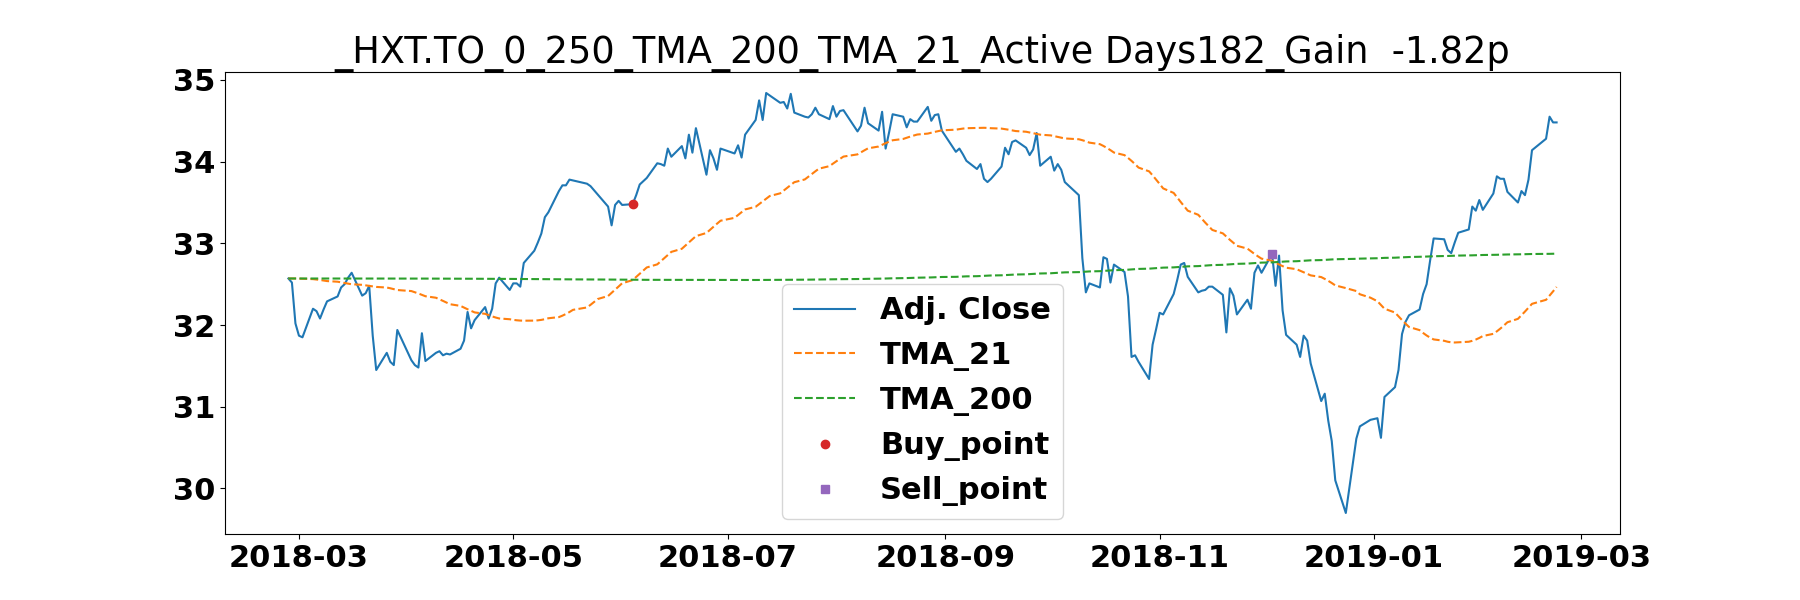 _HXT.TO_0_250_TMA_200_TMA_21_Active Days182_Gain  -1.82p
35
34
33
32
31
30
Adj. Close
TMA_21
TMA_200
Buy_point
Sell_point
2018-03 2018-05 2018-07 2018-09 2018-11 2019-01 2019-03